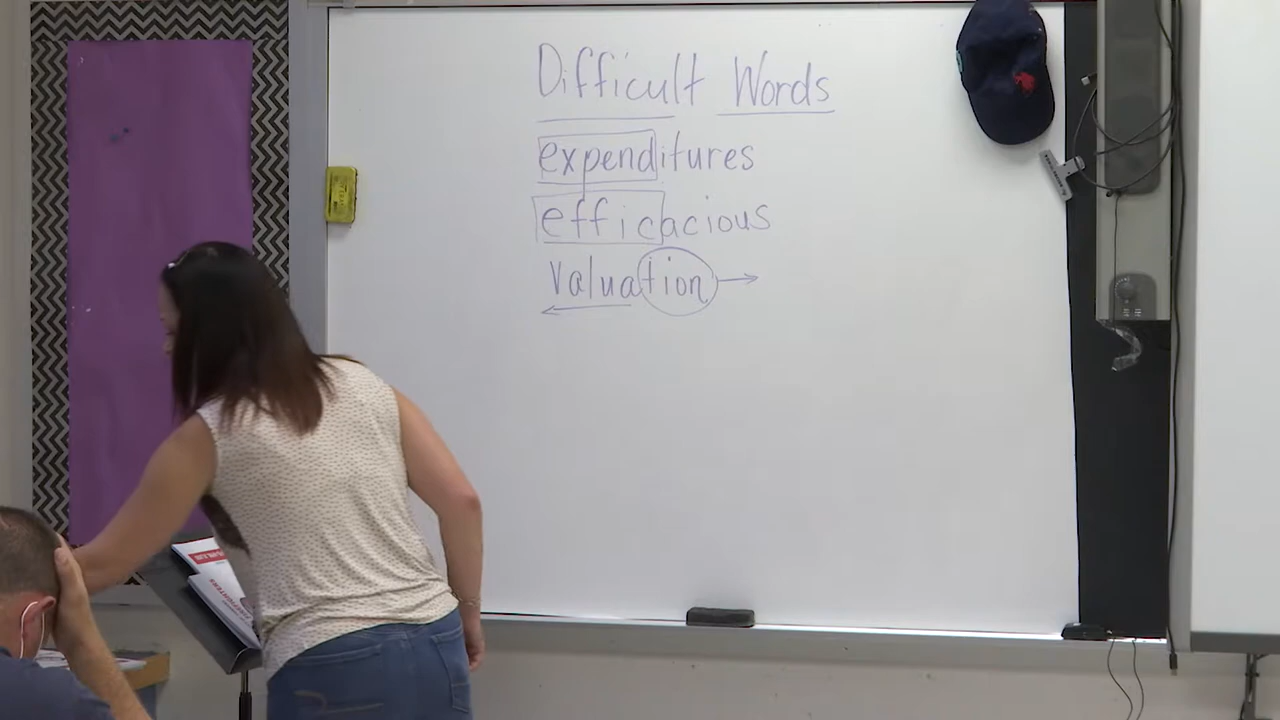 Difficult Words
expenditures
efficacious
valuation